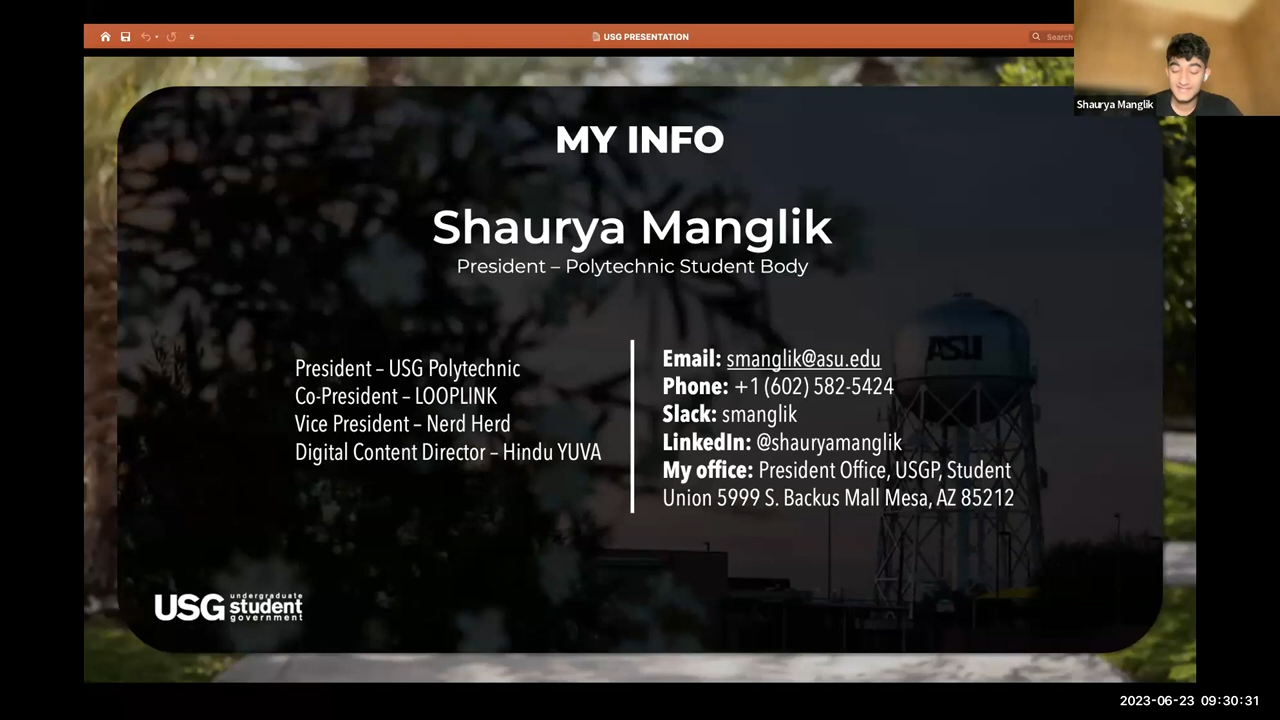 USG PRESENTATION
Search
Shaurya Manglik
MY INFO
Shaurya Manglik
President – Polytechnic Student Body
President – USG Polytechnic
Co-President – LOOPLINK
Vice President – Nerd Herd
Digital Content Director – Hindu YUVA
Email: smanglik@asu.edu
Phone: +1 (602) 582-5424
Slack: smanglik
LinkedIn: @shauryamanglik
My office: President Office, USGP, Student
Union 5999 S. Backus Mall Mesa, AZ 85212
ASU
USG undergraduate
student
government
2023-06-23 09:30:31